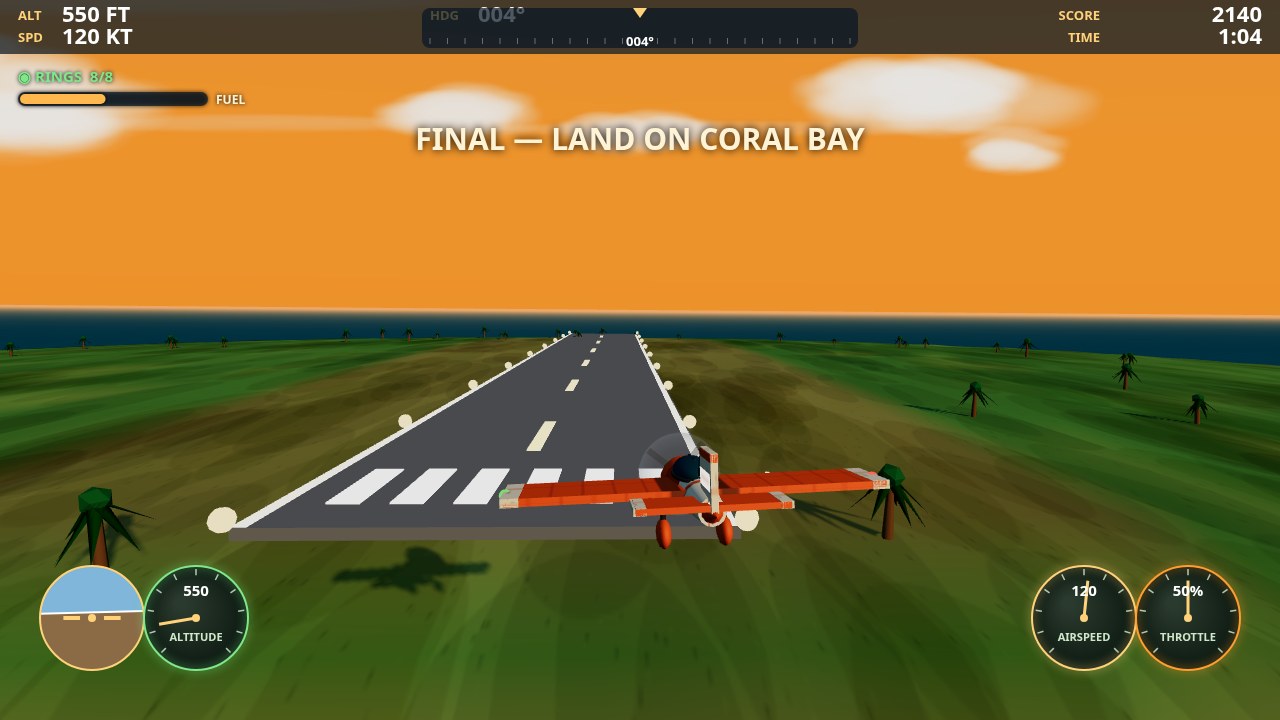 ALT 550 FT
SPD 120 KT
HDG 004°
004°
SCORE 2140
TIME 1:04
RINGS 8/8
FUEL
FINAL — LAND ON CORAL BAY
550
ALTITUDE
120
AIRSPEED
50%
THROTTLE